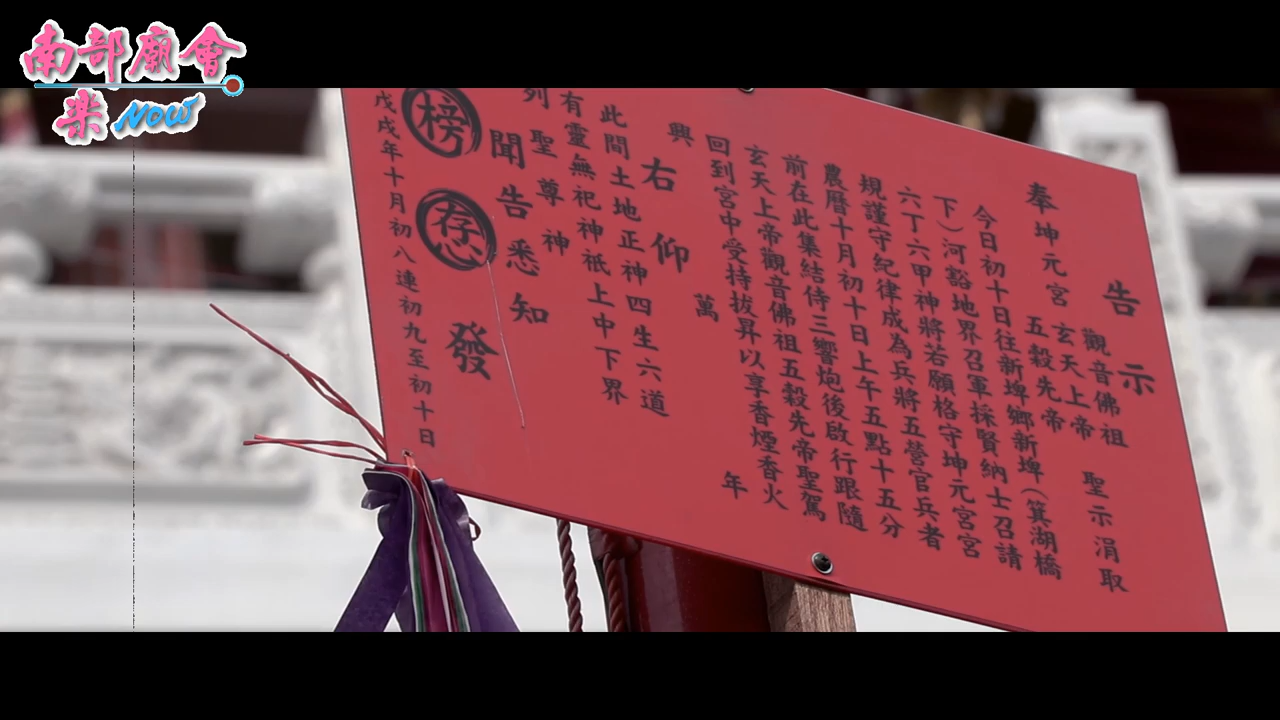 南部廟會
楽 NOW
告示
觀音佛祖
奉 坤元宮 玄天上帝 聖示涓取
五穀先帝
今日初十日往新埤鄉新埤(箕湖橋
下)河谿地界召軍採賢納士召請
六丁六甲神將若願格守坤元宮宮
規謹守紀律成為兵將五營官兵者
農曆十月初十日上午五點十五分
前在此集結侍三響炮後啟行跟隨
玄天上帝觀音佛祖五穀先帝聖駕
回到宮中受持拔昇以享香煙香火
興 萬 年
右仰
此間土地正神四生六道
有靈無祀神祇上中下界
列聖尊神
聞告悉知
榜 存 發
戊戌年十月初八連初九至初十日